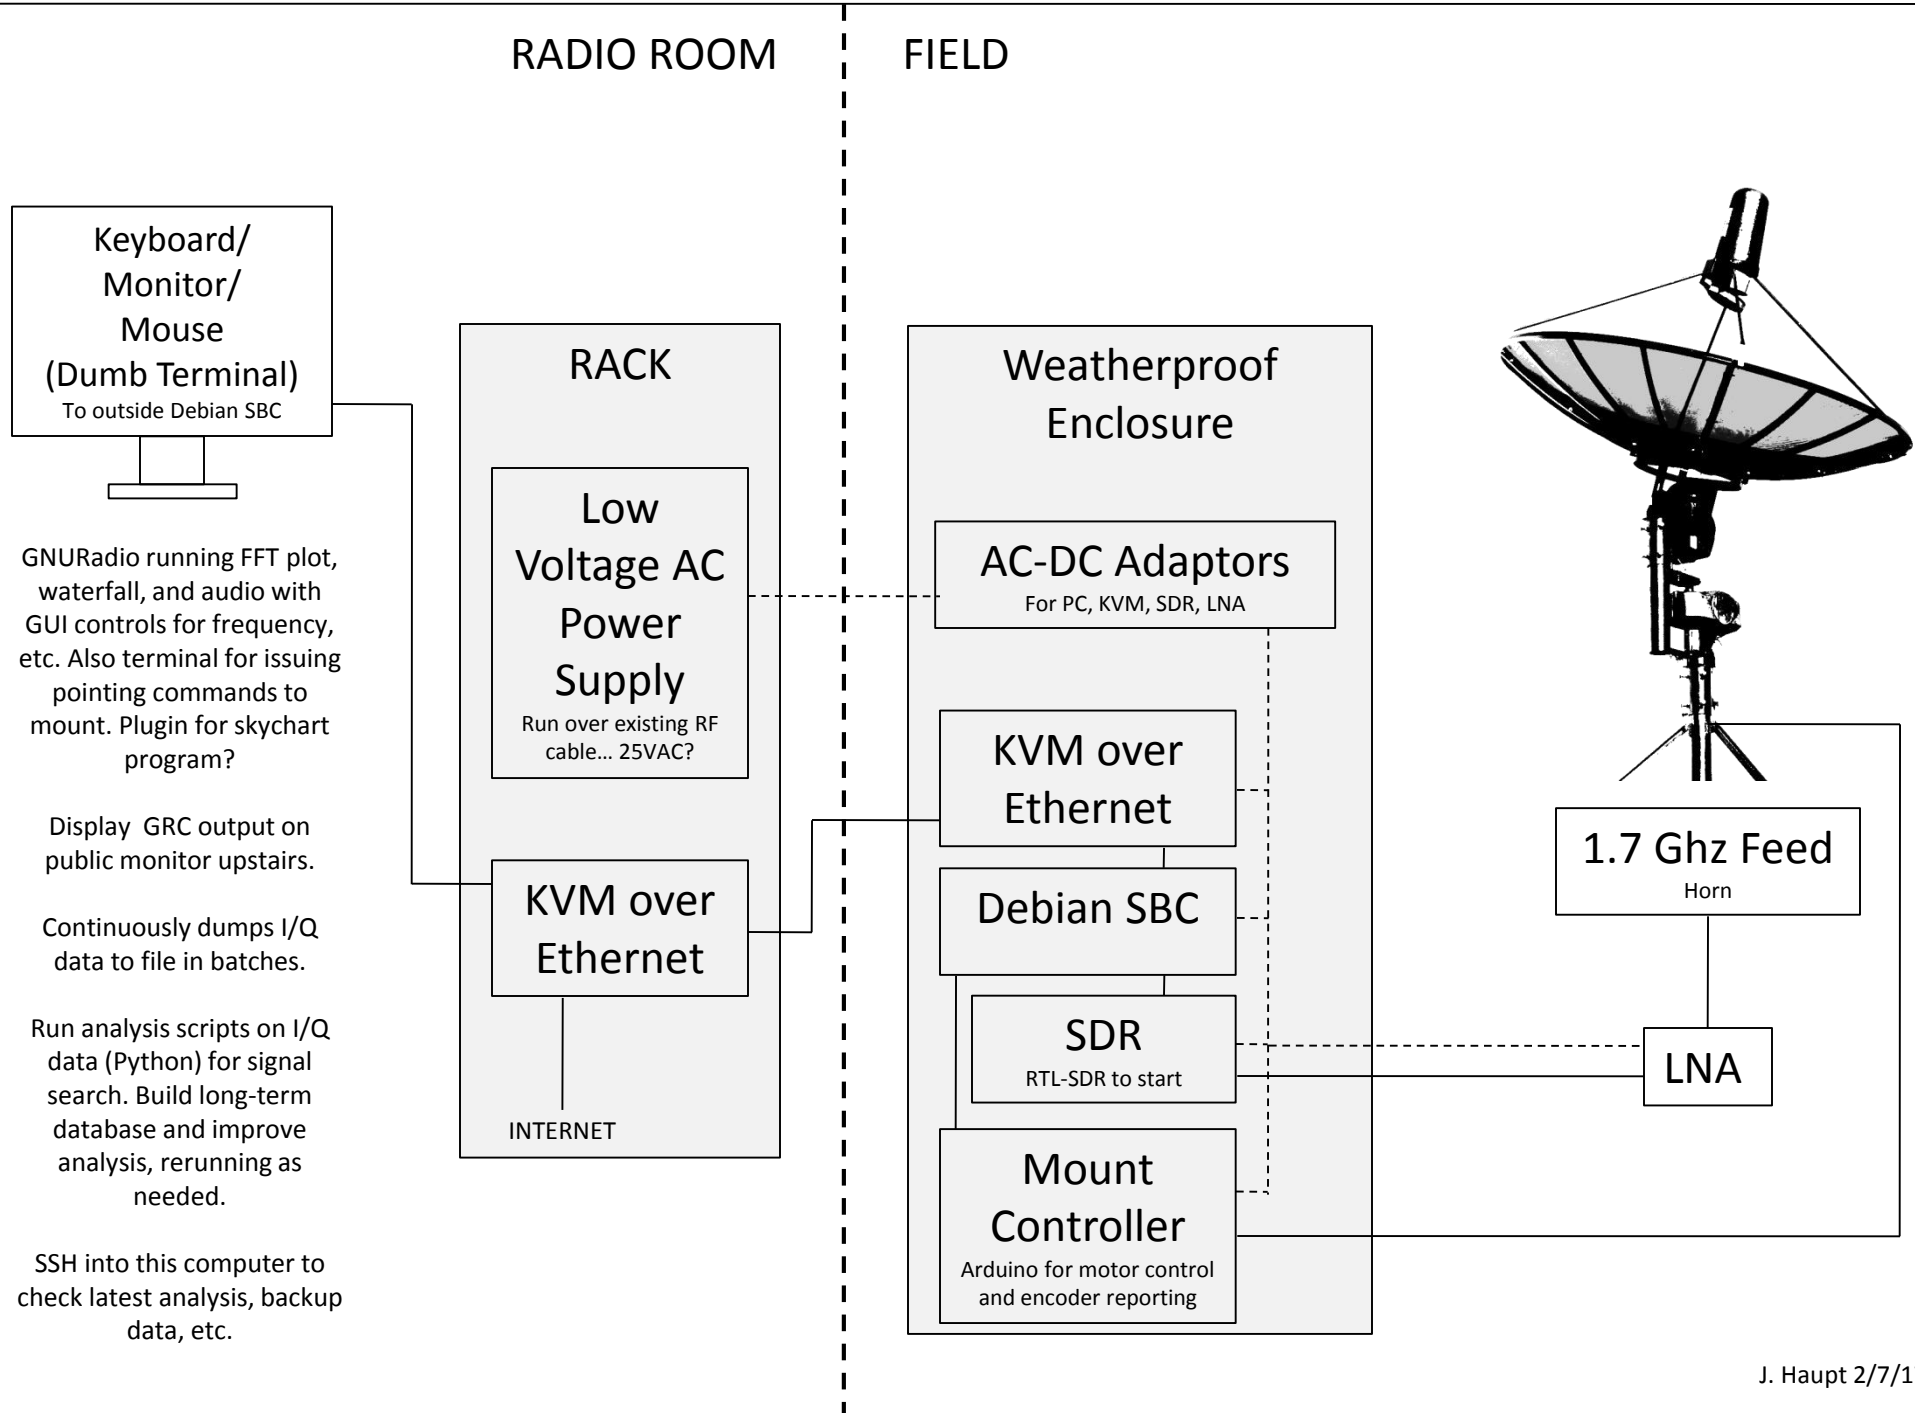 RADIO ROOM
FIELD
Keyboard/
Monitor/
Mouse
(Dumb Terminal)
To outside Debian SBC
GNURadio running FFT plot,
waterfall, and audio with
GUI controls for frequency,
etc. Also terminal for issuing
pointing commands to
mount. Plugin for skychart
program?
Display GRC output on
public monitor upstairs.
Continuously dumps I/Q
data to file in batches.
Run analysis scripts on I/Q
data (Python) for signal
search. Build long-term
database and improve
analysis, rerunning as
needed.
SSH into this computer to
check latest analysis, backup
data, etc.
RACK
Low
Voltage AC
Power
Supply
Run over existing RF
cable... 25VAC?
KVM over
Ethernet
INTERNET
Weatherproof
Enclosure
AC-DC Adaptors
For PC, KVM, SDR, LNA
KVM over
Ethernet
Debian SBC
SDR
RTL-SDR to start
Mount
Controller
Arduino for motor control
and encoder reporting
1.7 Ghz Feed
Horn
LNA
J. Haupt 2/7/1